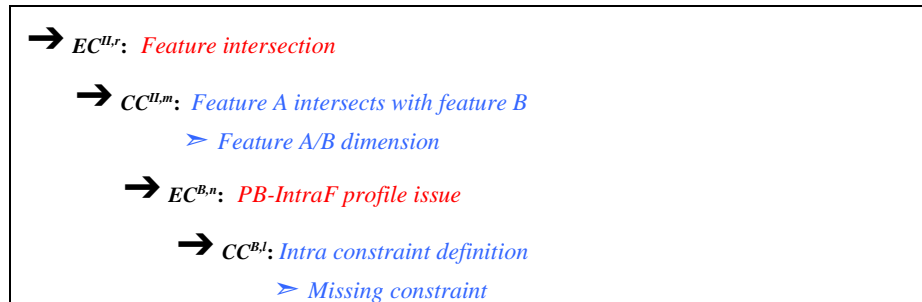 ➔ EC^{II,r}: Feature intersection
➔ CC^{II,m}: Feature A intersects with feature B
➢ Feature A/B dimension
➔ EC^{B,n}: PB-IntraF profile issue
➔ CC^{B,l}: Intra constraint definition
➢ Missing constraint